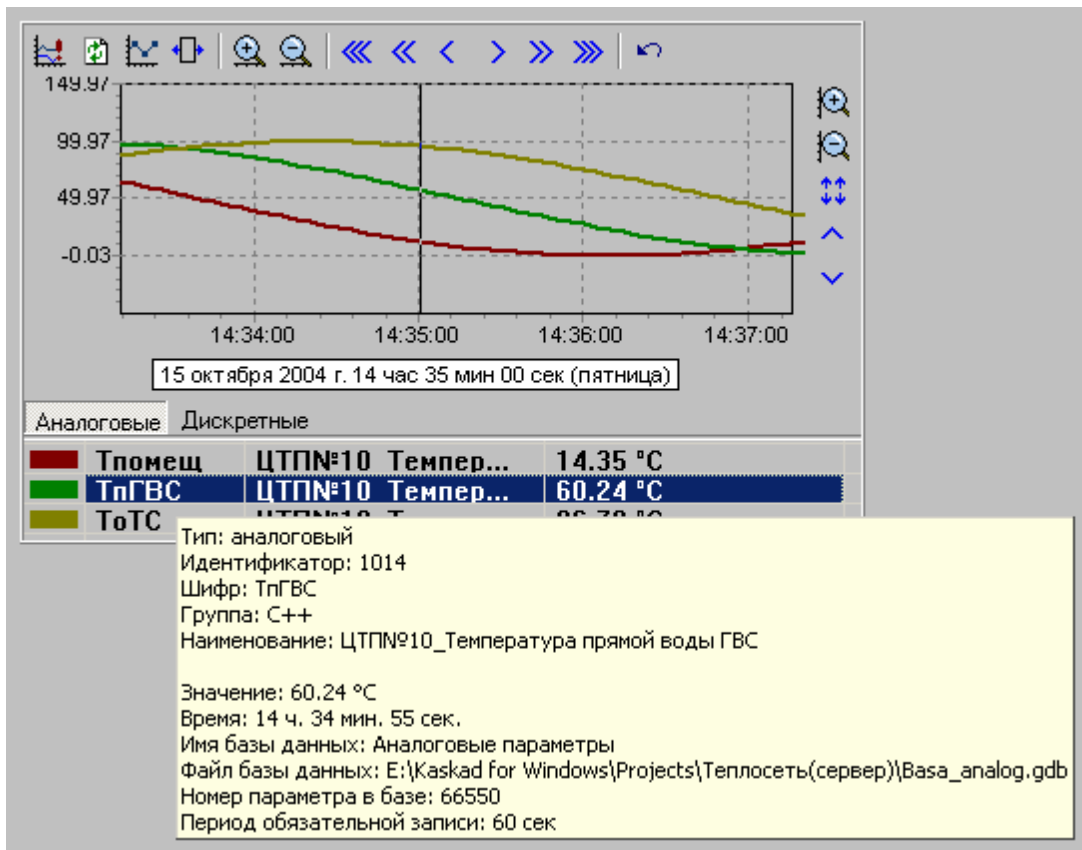 149.97
99.97
49.97
-0.03
14:34:00 14:35:00 14:36:00 14:37:00
15 октября 2004 г. 14 час 35 мин 00 сек (пятница)
Аналоговые Дискретные
Тпомещ ЦТП№10 Темпер... 14.35 °C
ТпГВС ЦТП№10 Темпер... 60.24 °C
ТоТС
Тип: аналоговый
Идентификатор: 1014
Шифр: ТпГВС
Группа: C++
Наименование: ЦТП№10_Температура прямой воды ГВС
Значение: 60.24 °C
Время: 14 ч. 34 мин. 55 сек.
Имя базы данных: Аналоговые параметры
Файл базы данных: E:\Kaskad for Windows\Projects\Теплосеть(сервер)\Basa_analog.gdb
Номер параметра в базе: 66550
Период обязательной записи: 60 сек